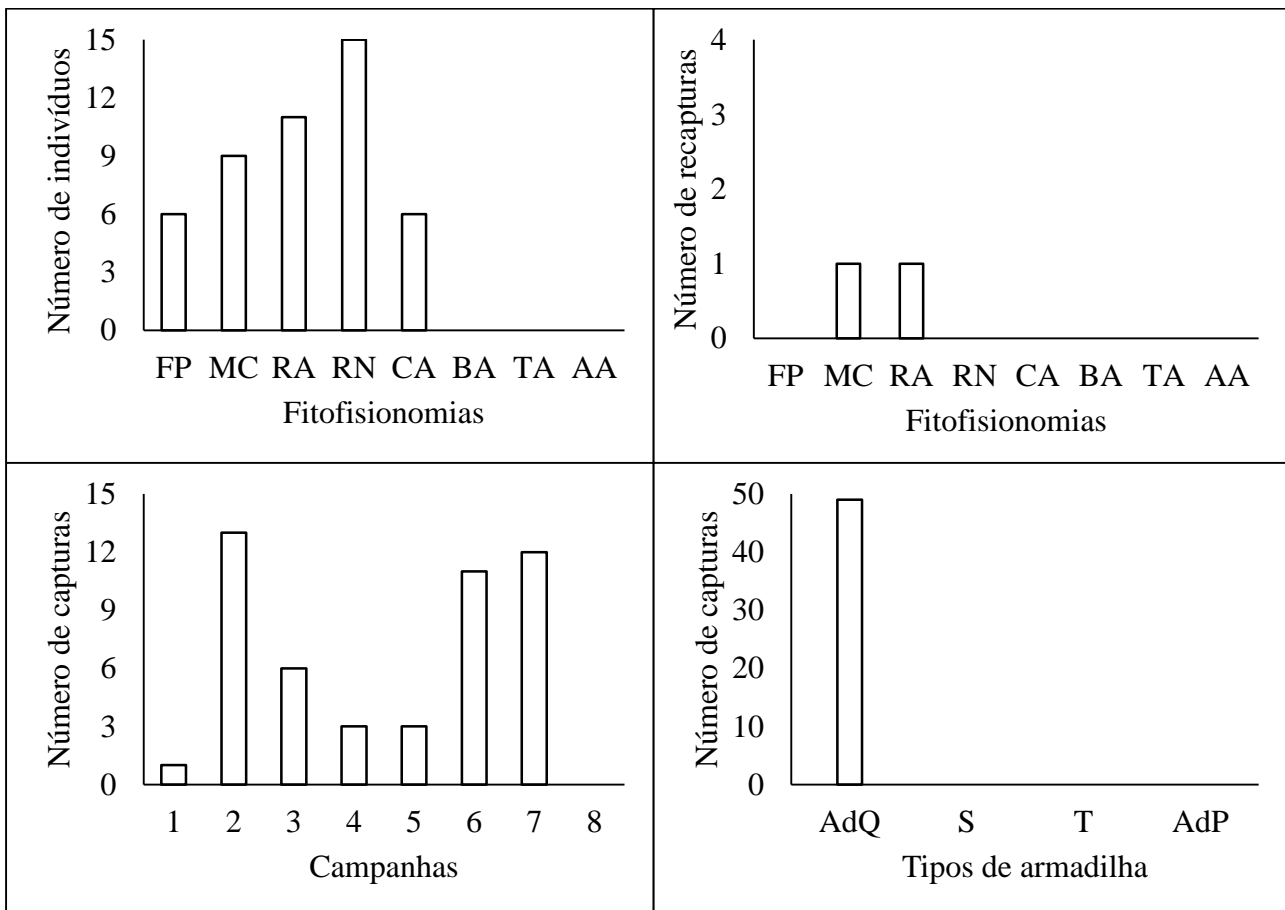 Número de indivíduos
15
12
9
6
3
0
FP MC RA RN CA BA TA AA
Fitofisionomias
Número de recapturas
4
3
2
1
0
FP MC RA RN CA BA TA AA
Fitofisionomias
Número de capturas
15
12
9
6
3
0
1 2 3 4 5 6 7 8
Campanhas
Número de capturas
50
40
30
20
10
0
AdQ S T AdP
Tipos de armadilha